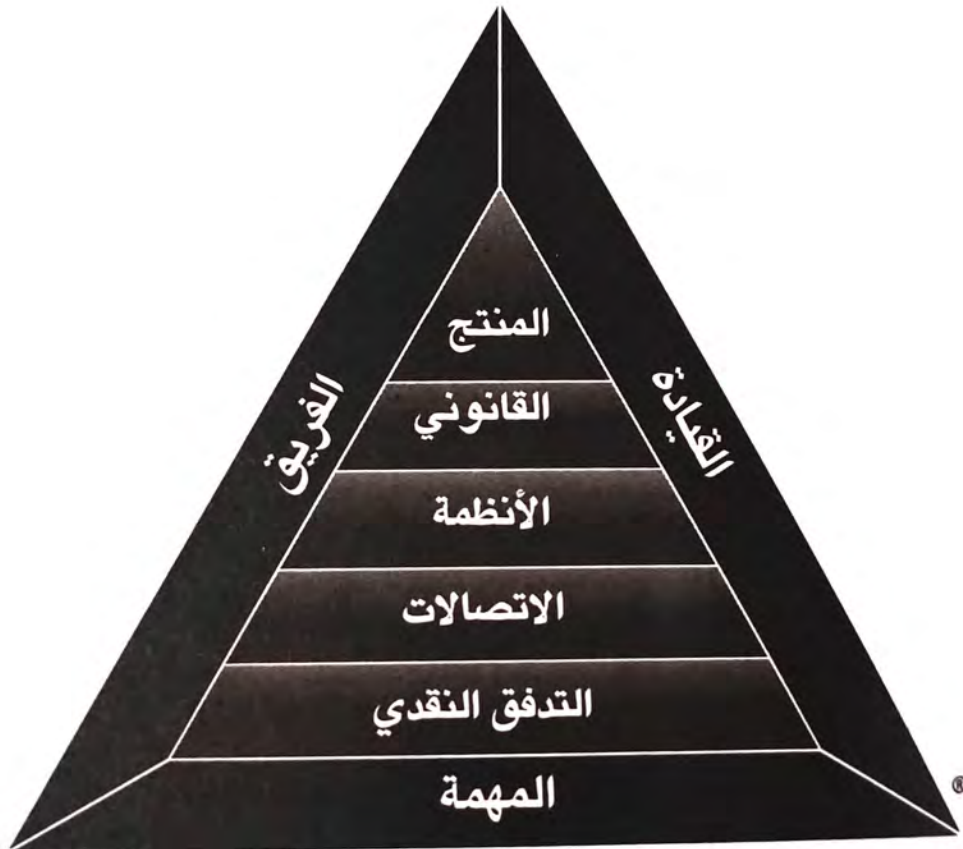 المنتج
القانوني
الأنظمة
الاتصالات
التدفق النقدي
المهمة
القيادة
الفريق
®